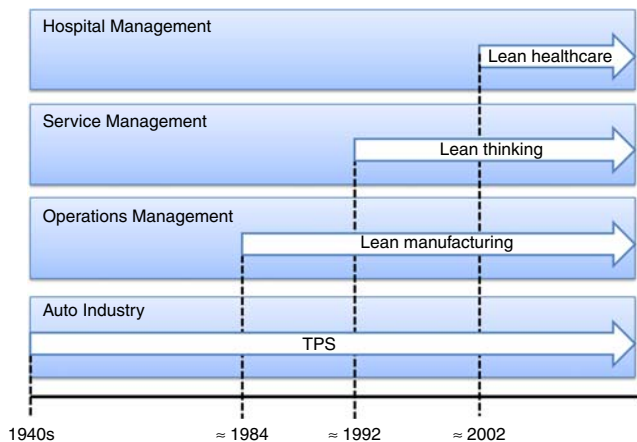 Hospital Management
Lean healthcare
Service Management
Lean thinking
Operations Management
Lean manufacturing
Auto Industry
TPS
1940s
≈ 1984
≈ 1992
≈ 2002